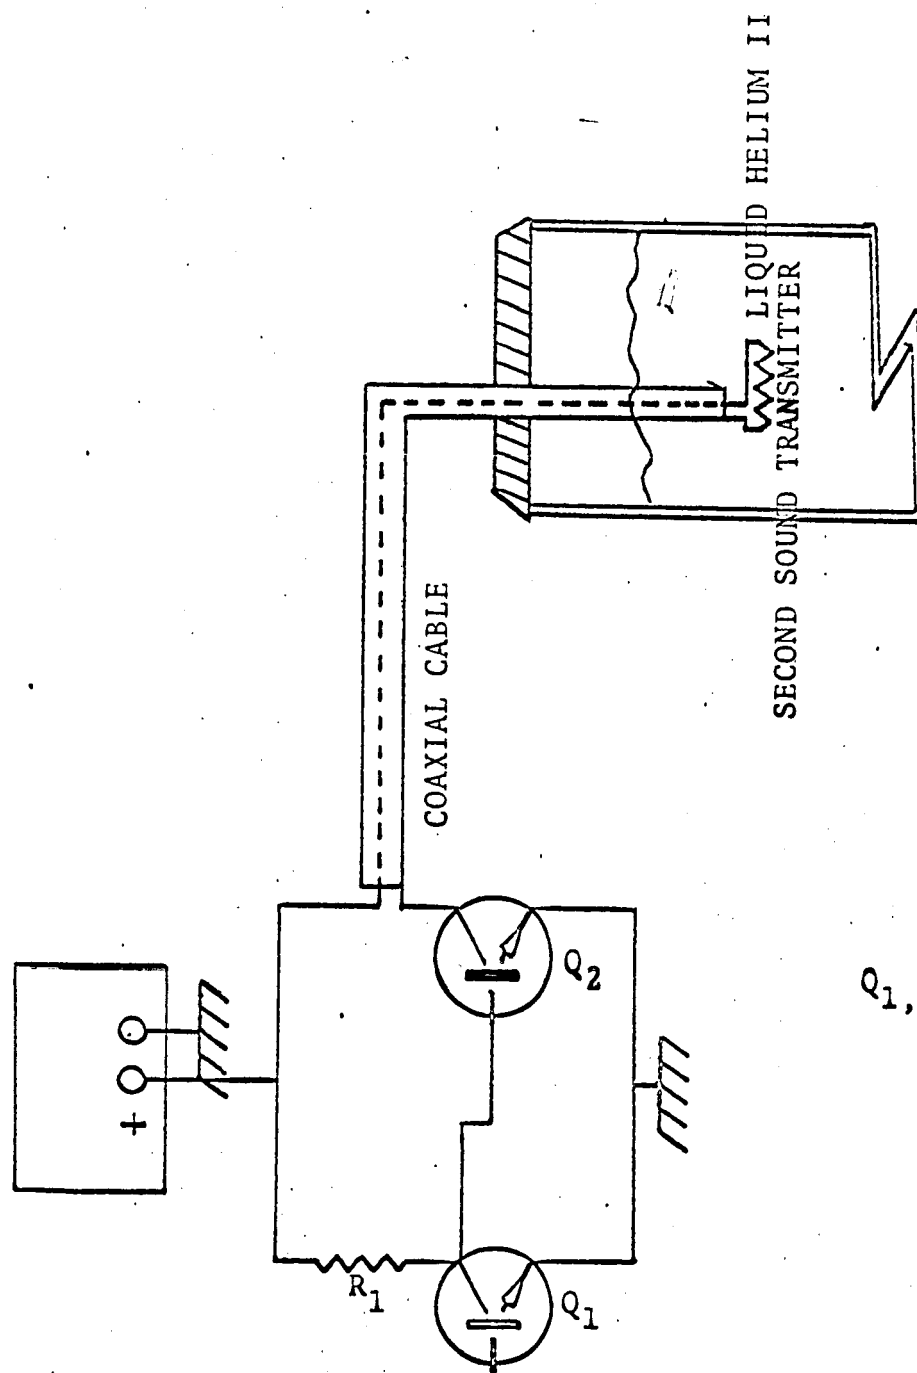 LIQUID HELIUM II
SECOND SOUND TRANSMITTER
COAXIAL CABLE
+
R1
Q1
Q2
Q1,